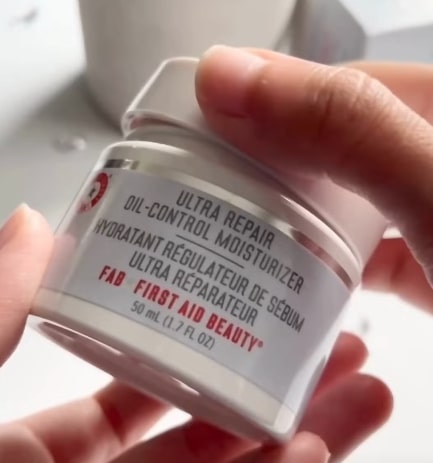 ULTRA REPAIR
OIL-CONTROL MOISTURIZER
HYDRATANT RÉGULATEUR DE SÉBUM
ULTRA RÉPARATEUR
FAB FIRST AID BEAUTY®
50 mL (1.7 FL OZ)